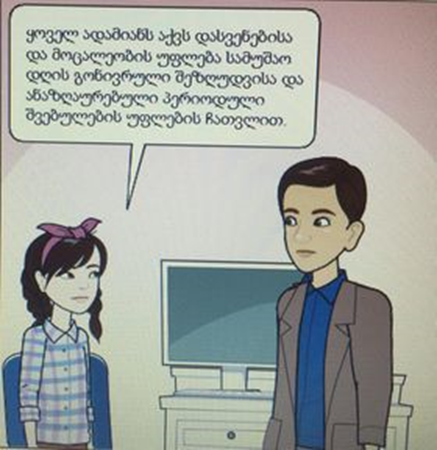 ყოველ ადამიანს აქვს დასვენებისა
და მოცალეობის უფლება სამუშაო
დღის გონივრული შეზღუდვისა და
ანაზღაურებული პერიოდული
შვებულების უფლების ჩათვლით.